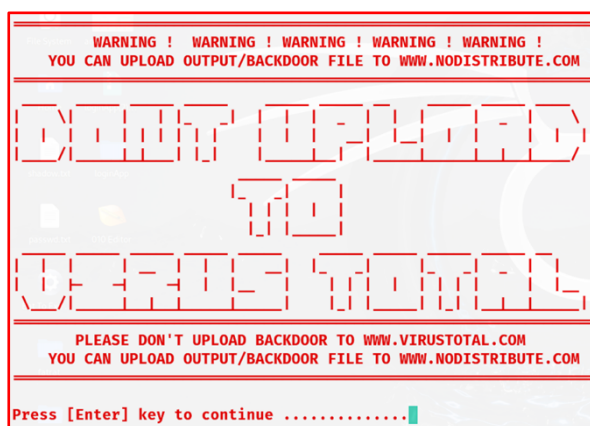 WARNING ! WARNING ! WARNING ! WARNING ! WARNING !
YOU CAN UPLOAD OUTPUT/BACKDOOR FILE TO WWW.NODISTRIBUTE.COM
DONT UPLOAD
TO
VIRUS TOTAL
PLEASE DON'T UPLOAD BACKDOOR TO WWW.VIRUSTOTAL.COM
YOU CAN UPLOAD OUTPUT/BACKDOOR FILE TO WWW.NODISTRIBUTE.COM
Press [Enter] key to continue ..............